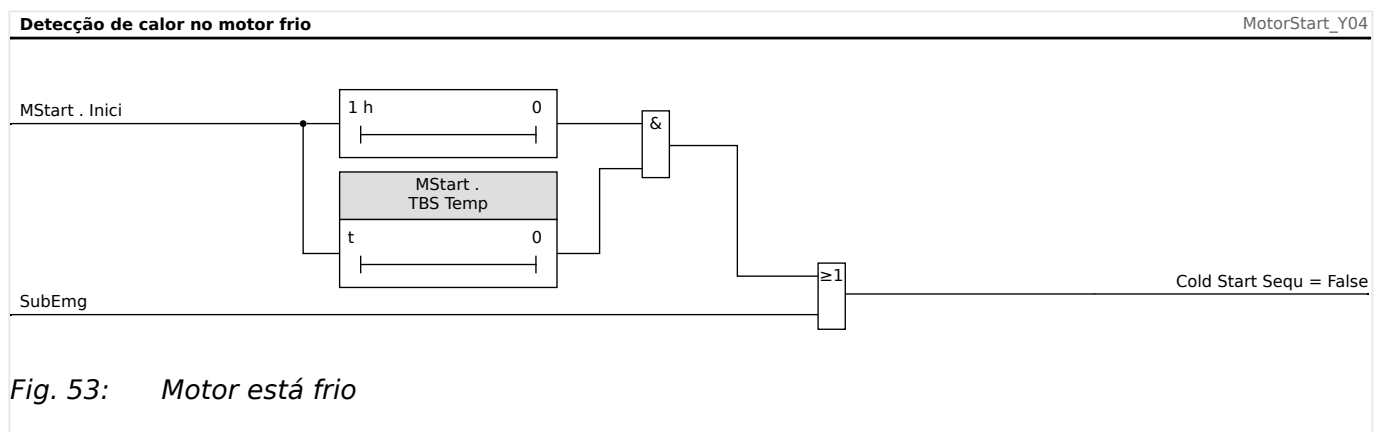 Detecção de calor no motor frio
MotorStart_Y04
MStart . Inici
1 h 0
&
MStart .
TBS Temp
t 0
≥1
Cold Start Sequ = False
SubEmg
Fig. 53: Motor está frio